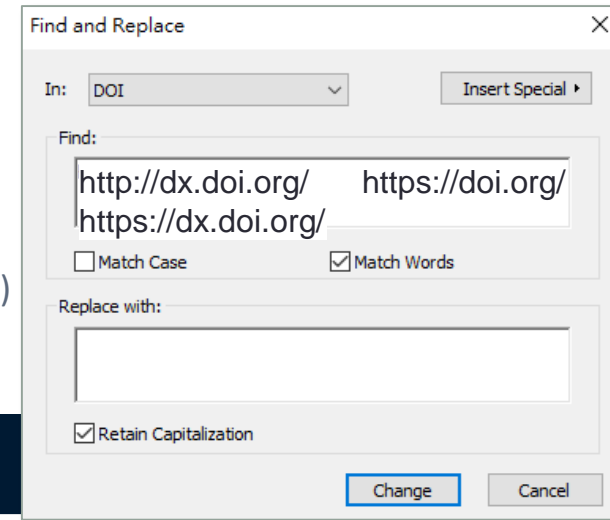 Find and Replace
In: DOI Insert Special
Find:
http://dx.doi.org/ https://doi.org/
https://dx.doi.org/
Match Case Match Words
)
Replace with:
Retain Capitalization
Change Cancel